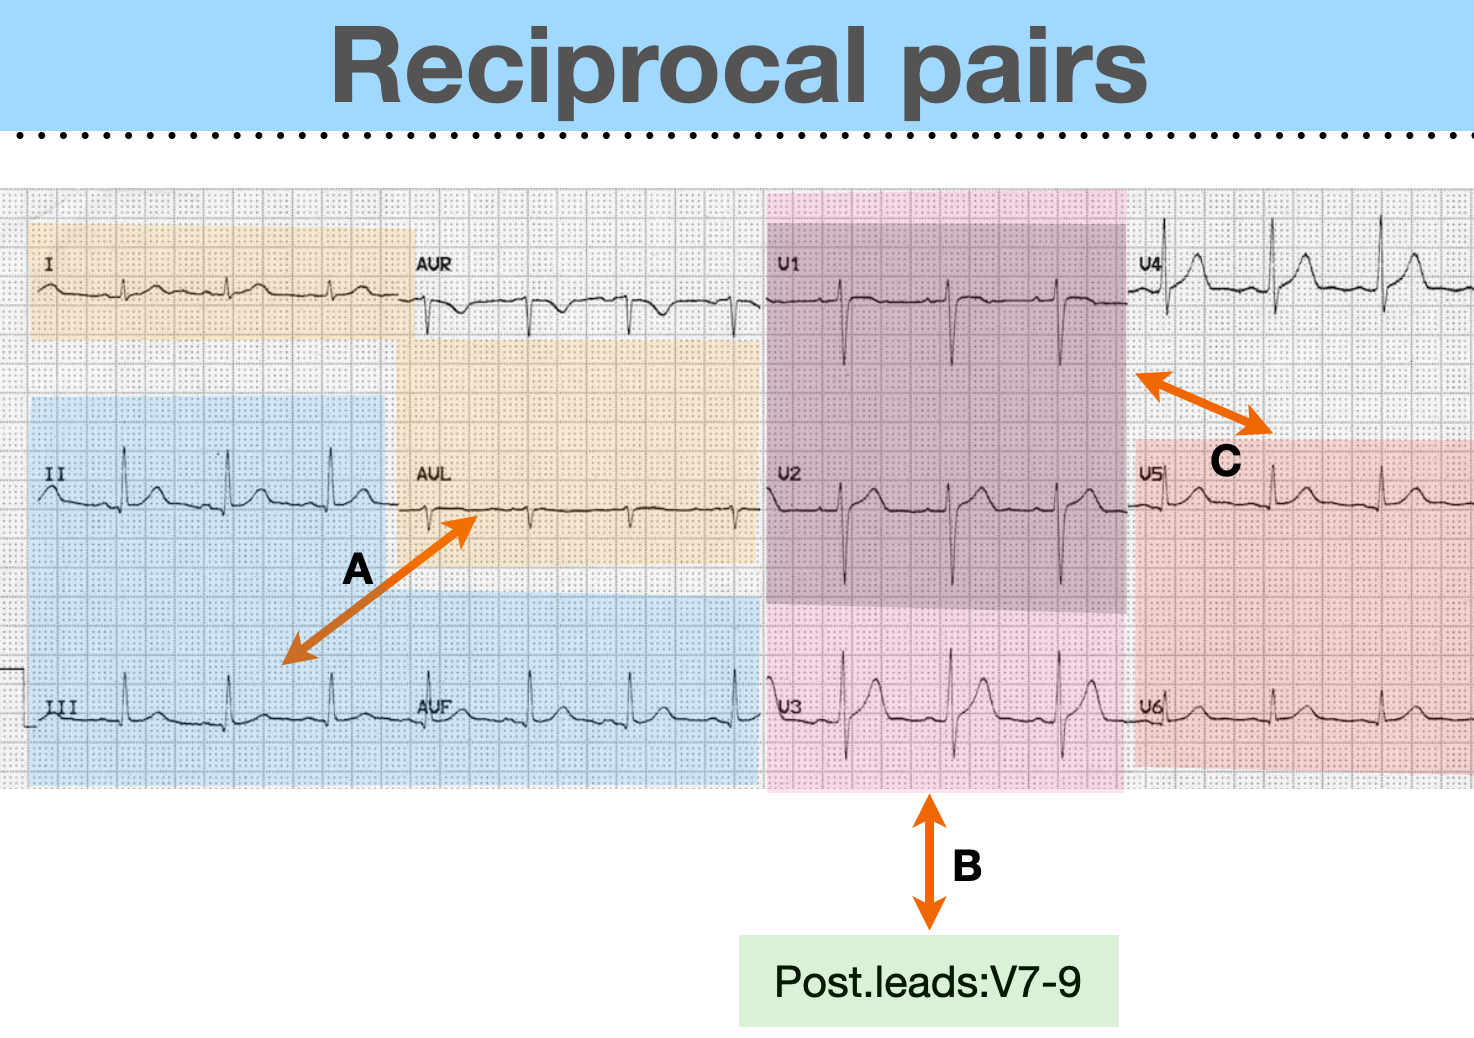 Reciprocal pairs
I AVR V1 V4
C
II AVL V2 V5
A
III AVF V3 V6
B
Post.leads:V7-9